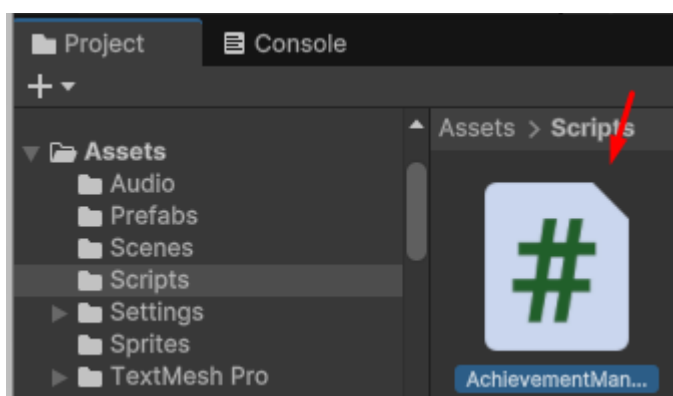 Project
Console
Assets > Scripts
Assets
Audio
Prefabs
Scenes
Scripts
Settings
Sprites
TextMesh Pro
#
AchievementMan...